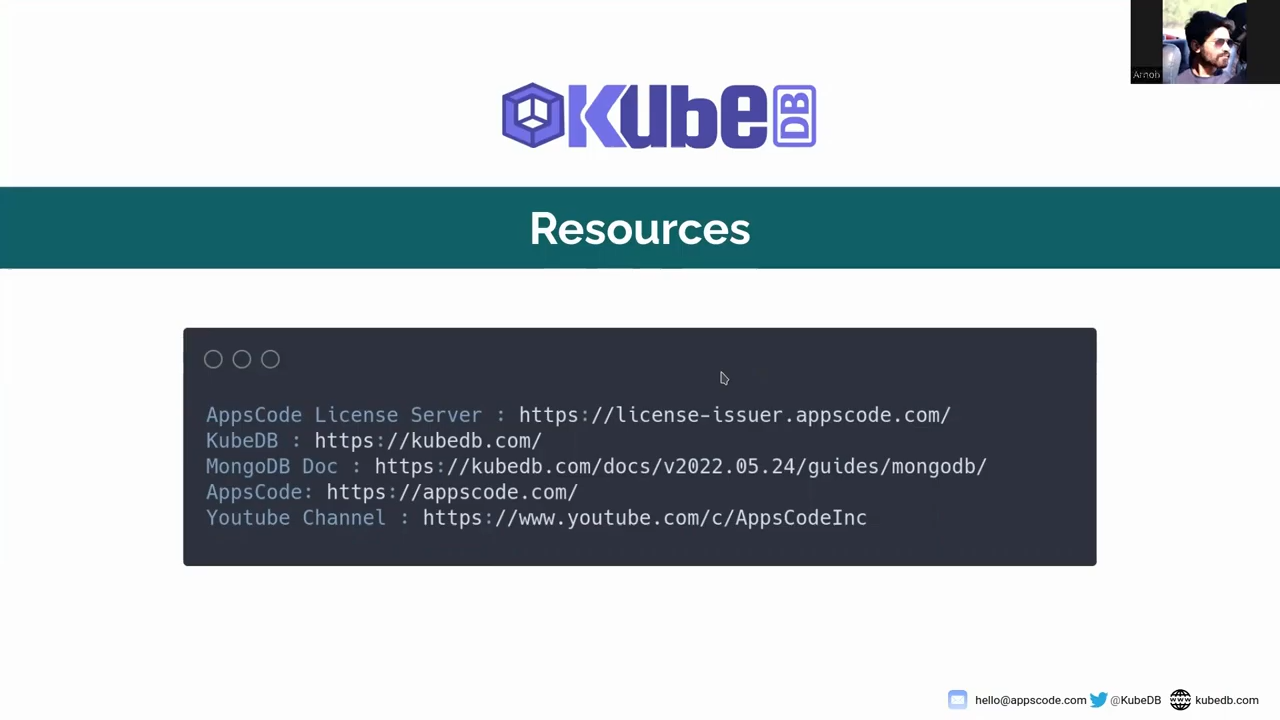 Arnob
KubeDB
Resources
AppsCode License Server : https://license-issuer.appscode.com/
KubeDB : https://kubedb.com/
MongoDB Doc : https://kubedb.com/docs/v2022.05.24/guides/mongodb/
AppsCode: https://appscode.com/
Youtube Channel : https://www.youtube.com/c/AppsCodeInc
hello@appscode.com @KubeDB WWW kubedb.com